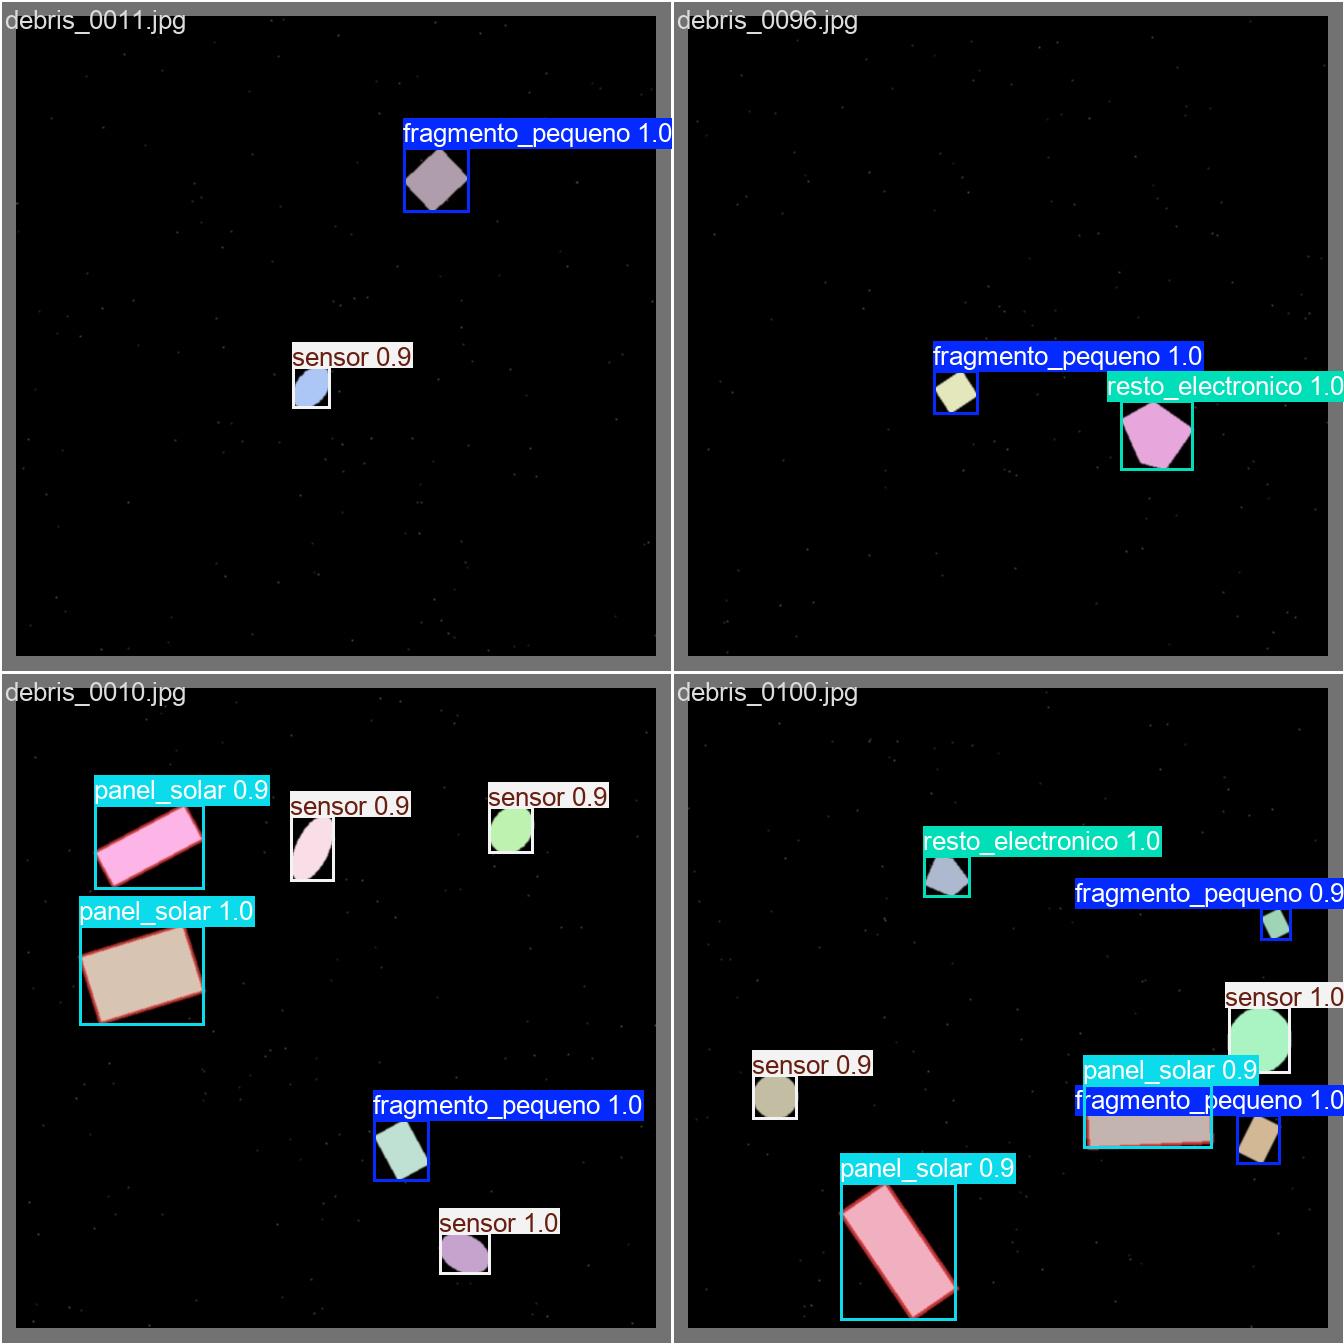 debris_0011.jpg
fragmento_pequeno 1.0
sensor 0.9
debris_0096.jpg
fragmento_pequeno 1.0
resto_electronico 1.0
debris_0010.jpg
panel_solar 0.9
sensor 0.9
sensor 0.9
panel_solar 1.0
fragmento_pequeno 1.0
sensor 1.0
debris_0100.jpg
resto_electronico 1.0
fragmento_pequeno 0.9
sensor 1.0
sensor 0.9
panel_solar 0.9
fragmento_pequeno 1.0
panel_solar 0.9